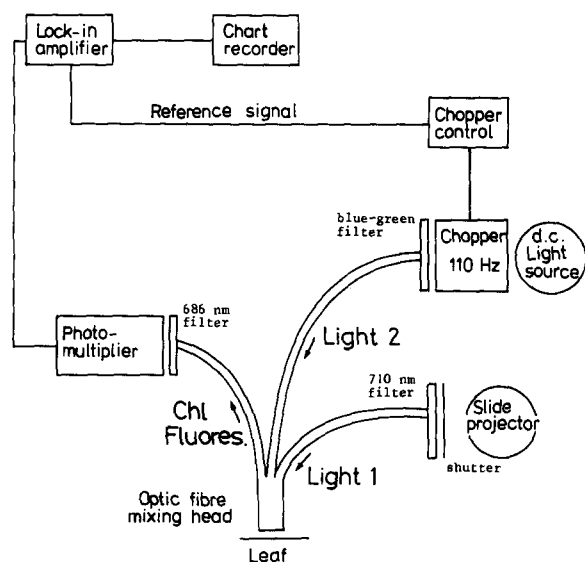 Lock-in
amplifier
Chart
recorder
Reference signal
Chopper
control
blue-green
filter
Chopper
110 Hz
d.c.
Light
source
686 nm
filter
Photo-
multiplier
Light 2
710 nm
filter
Slide
projector
Chl
Fluores.
Light 1
shutter
Optic fibre
mixing head
Leaf